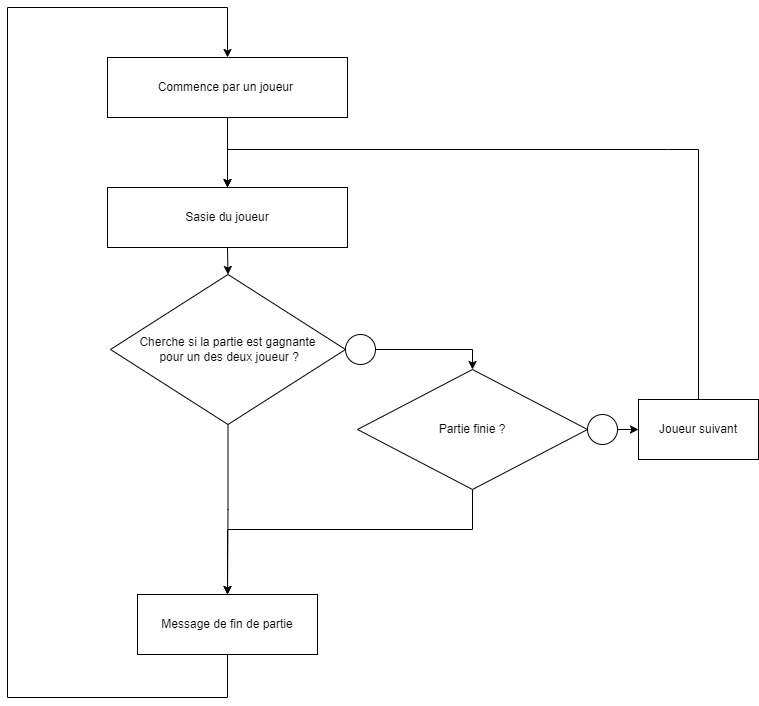 Commence par un joueur
Sasie du joueur
Cherche si la partie est gagnante
pour un des deux joueur ?
Partie finie ?
Joueur suivant
Message de fin de partie